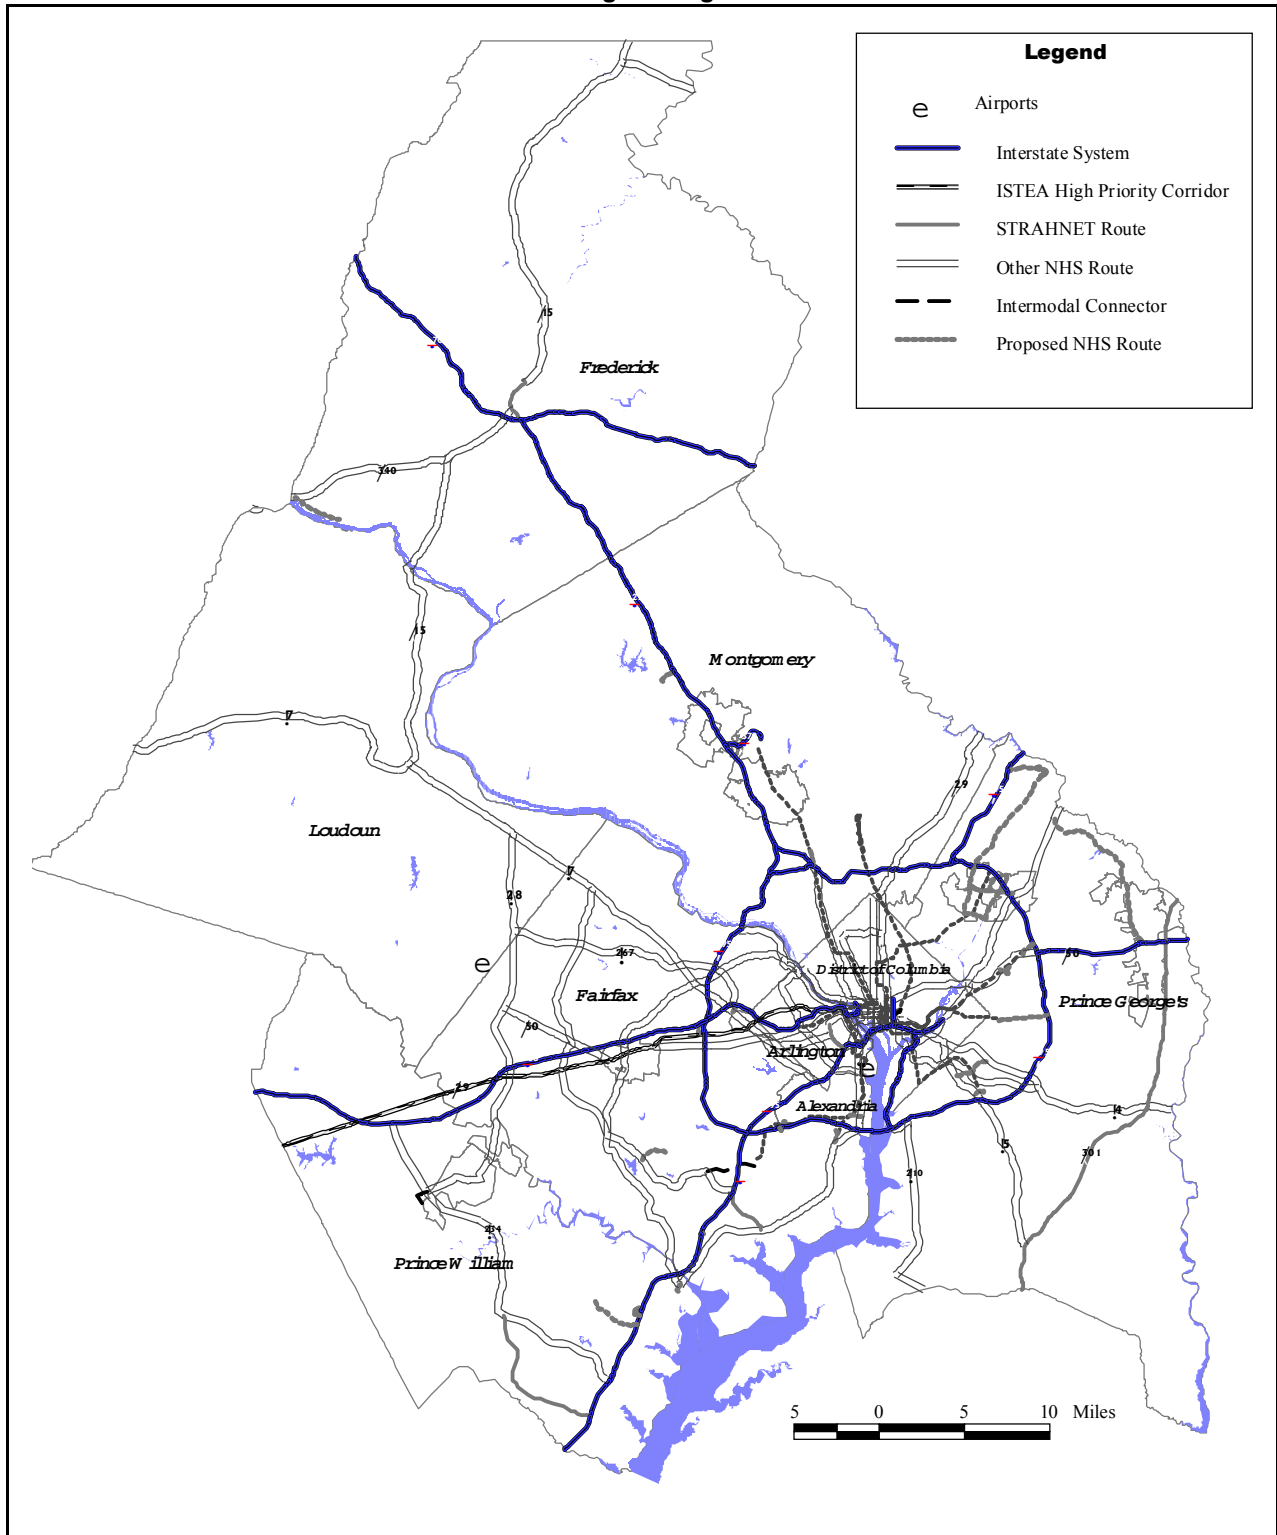 Legend
e Airports
Interstate System
ISTEA High Priority Corridor
STRAHNET Route
Other NHS Route
Intermodal Connector
Proposed NHS Route
15
Frederick
340
15
Montgomery
7
29
Loudoun
7
28
267
e
District of Columbia
50
Fairfax
Prince George's
50
Arlington
e
29
Alexandria
4
5
301
210
234
Prince William
5 0 5 10 Miles